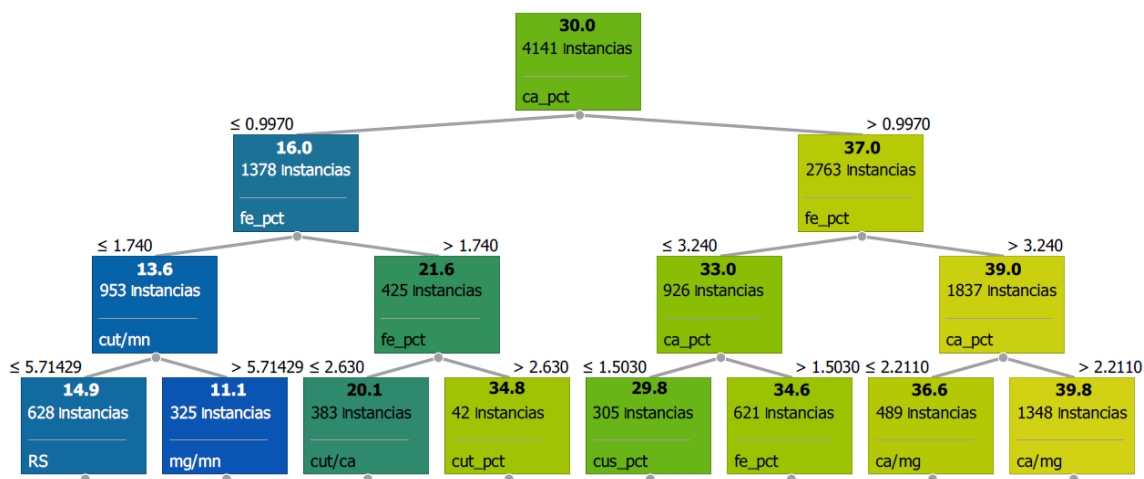 30.0
4141 Instancias
ca_pct
≤ 0.9970
> 0.9970
16.0
1378 Instancias
fe_pct
37.0
2763 Instancias
fe_pct
≤ 1.740
> 1.740
≤ 3.240
> 3.240
13.6
953 Instancias
cut/mn
21.6
425 Instancias
fe_pct
33.0
926 Instancias
ca_pct
39.0
1837 Instancias
ca_pct
≤ 5.71429
> 5.71429
≤ 2.630
> 2.630
≤ 1.5030
> 1.5030
≤ 2.2110
> 2.2110
14.9
628 Instancias
RS
11.1
325 Instancias
mg/mn
20.1
383 Instancias
cut/ca
34.8
42 Instancias
cut_pct
29.8
305 Instancias
cus_pct
34.6
621 Instancias
fe_pct
36.6
489 Instancias
ca/mg
39.8
1348 Instancias
ca/mg